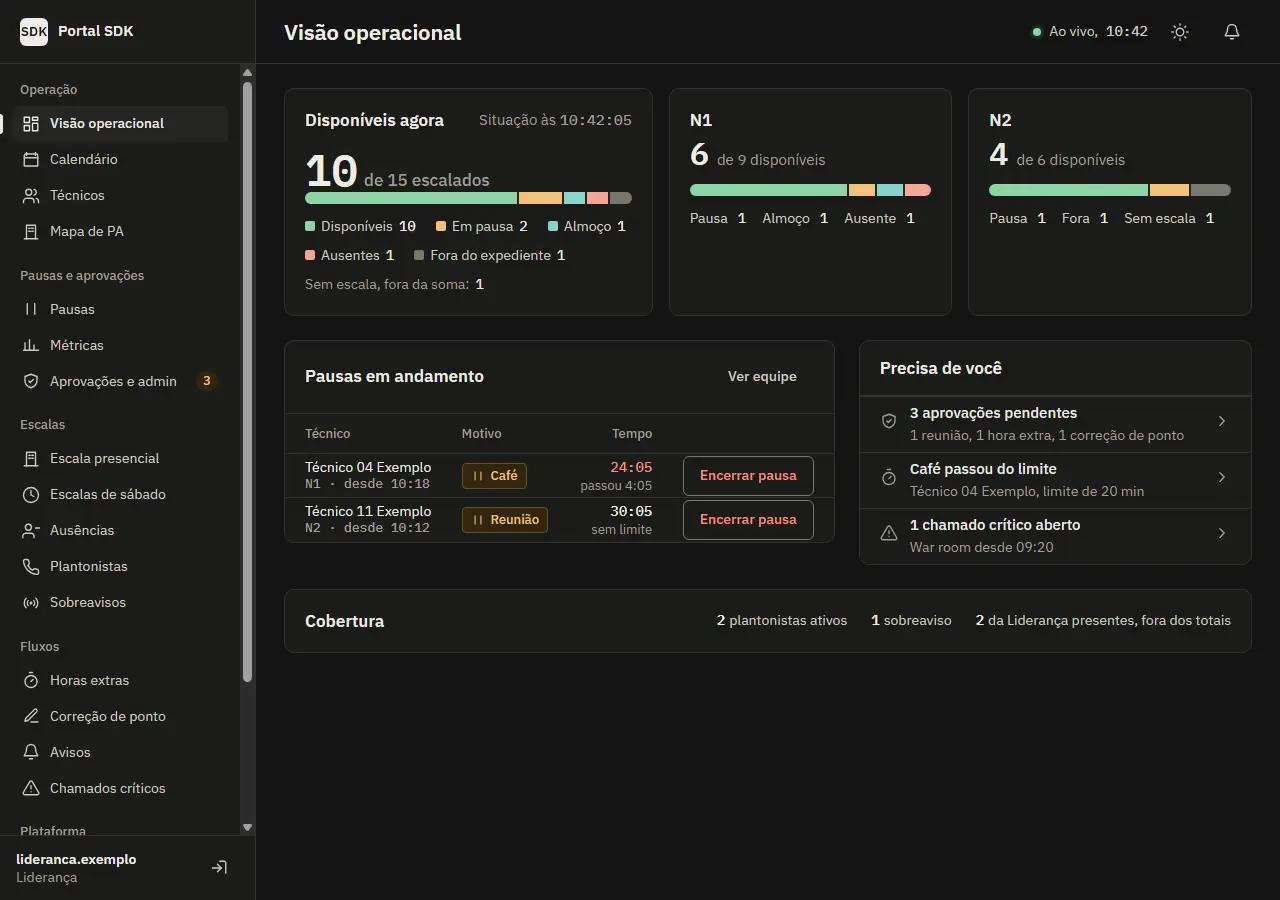 SDK Portal SDK
Operação
Visão operacional
Calendário
Técnicos
Mapa de PA
Pausas e aprovações
Pausas
Métricas
Aprovações e admin 3
Escalas
Escala presencial
Escalas de sábado
Ausências
Plantonistas
Sobreavisos
Fluxos
Horas extras
Correção de ponto
Avisos
Chamados críticos
Plataforma
lideranca.exemplo
Liderança
Visão operacional
Ao vivo, 10:42
Disponíveis agora Situação às 10:42:05
10 de 15 escalados
Disponíveis 10 Em pausa 2 Almoço 1
Ausentes 1 Fora do expediente 1
Sem escala, fora da soma: 1
N1
6 de 9 disponíveis
Pausa 1 Almoço 1 Ausente 1
N2
4 de 6 disponíveis
Pausa 1 Fora 1 Sem escala 1
Pausas em andamento Ver equipe
Técnico Motivo Tempo
Técnico 04 Exemplo Café 24:05 Encerrar pausa
N1 · desde 10:18 passou 4:05
Técnico 11 Exemplo Reunião 30:05 Encerrar pausa
N2 · desde 10:12 sem limite
Precisa de você
3 aprovações pendentes
1 reunião, 1 hora extra, 1 correção de ponto
Café passou do limite
Técnico 04 Exemplo, limite de 20 min
1 chamado crítico aberto
War room desde 09:20
Cobertura 2 plantonistas ativos 1 sobreaviso 2 da Liderança presentes, fora dos totais